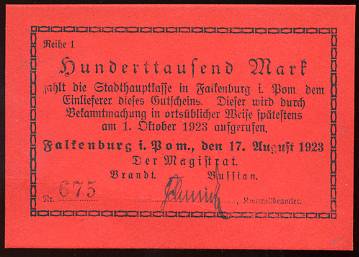 Reihe 1
Hunderttausend Mark
zahlt die Stadthauptkasse in Falkenburg i. Pom dem
Einlieferer dieses Gutscheins. Dieser wird durch
Bekanntmachung in ortsüblicher Weise spätestens
am 1. Oktober 1923 aufgerufen.
Falkenburg i. Pom., den 17. August 1923
Der Magistrat.
Brandt. Bussian.
Nr. 675